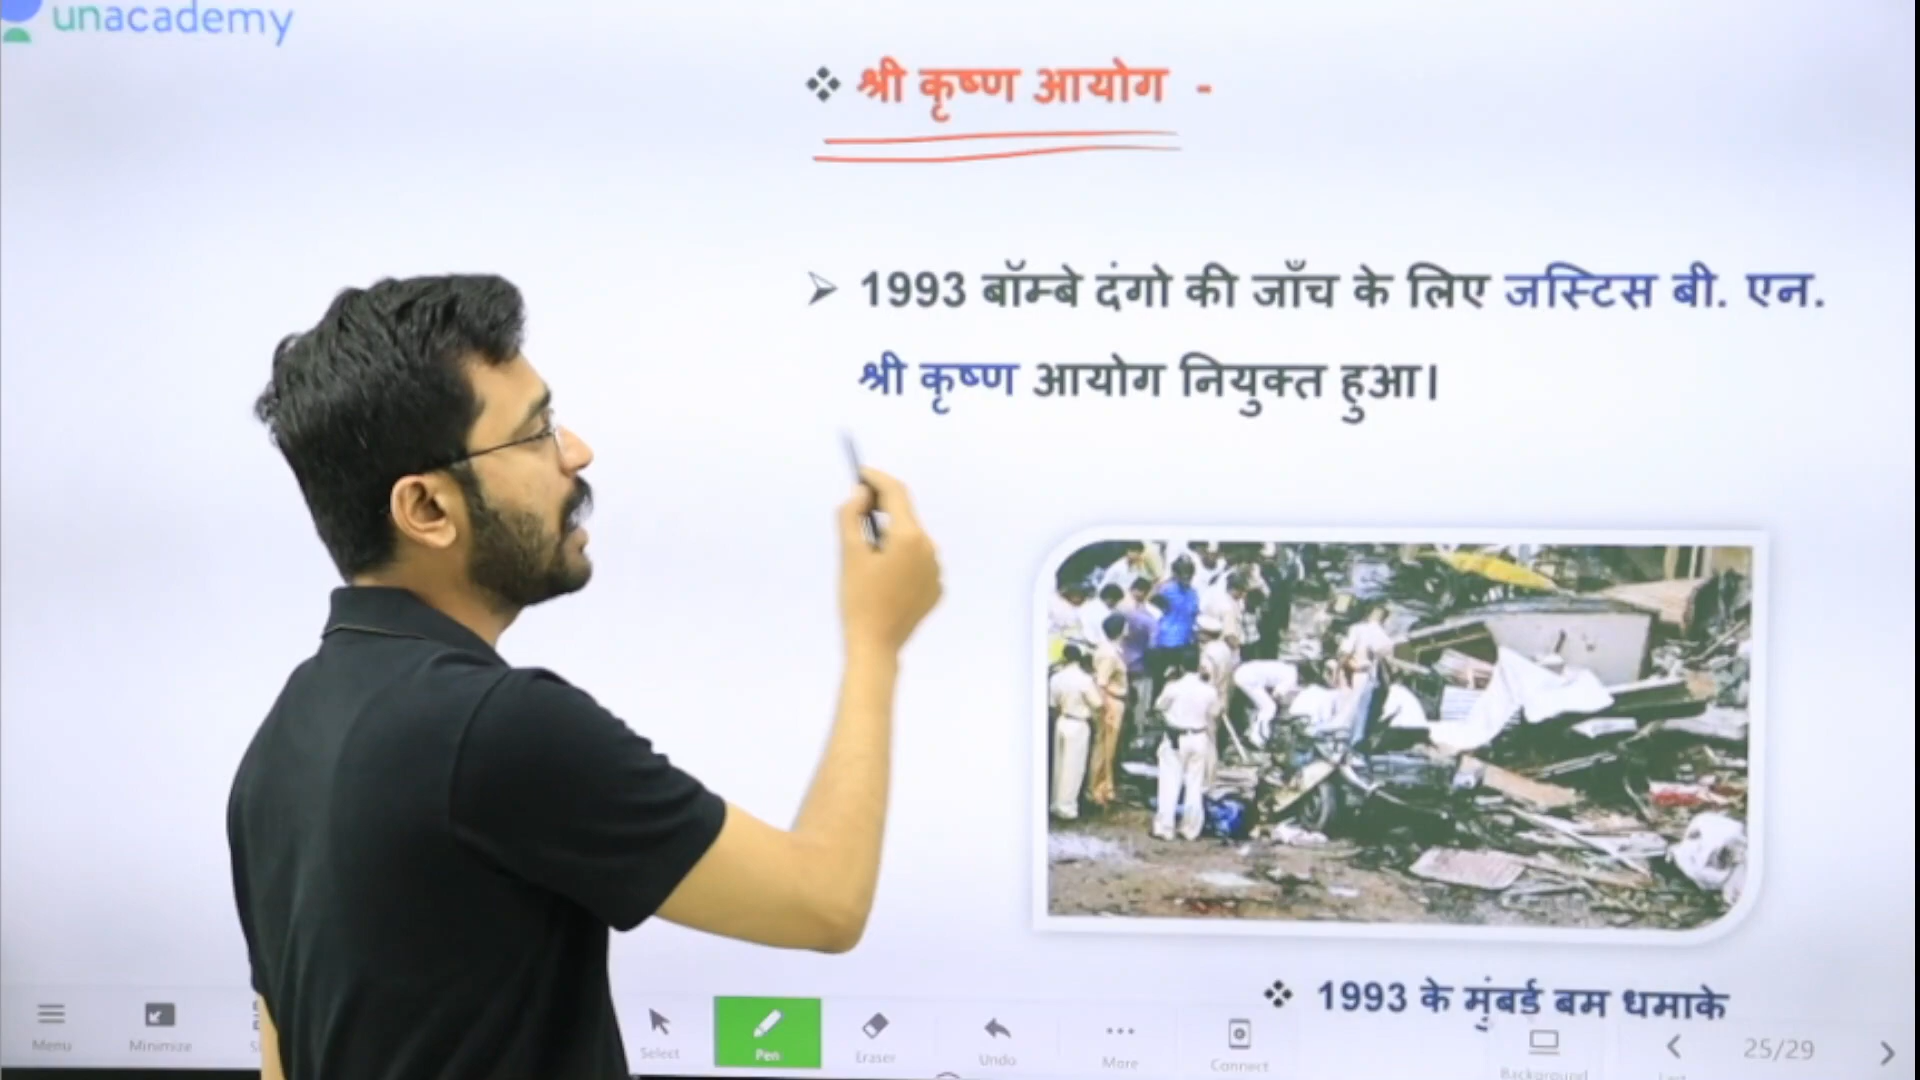 unacademy
❖ श्री कृष्ण आयोग -
➢ 1993 बॉम्बे दंगो की जाँच के लिए जस्टिस बी. एन.
श्री कृष्ण आयोग नियुक्त हुआ।
❖ 1993 के मुंबई बम धमाके
Menu Minimize Select Pen Eraser Undo More Connect Background 25/29